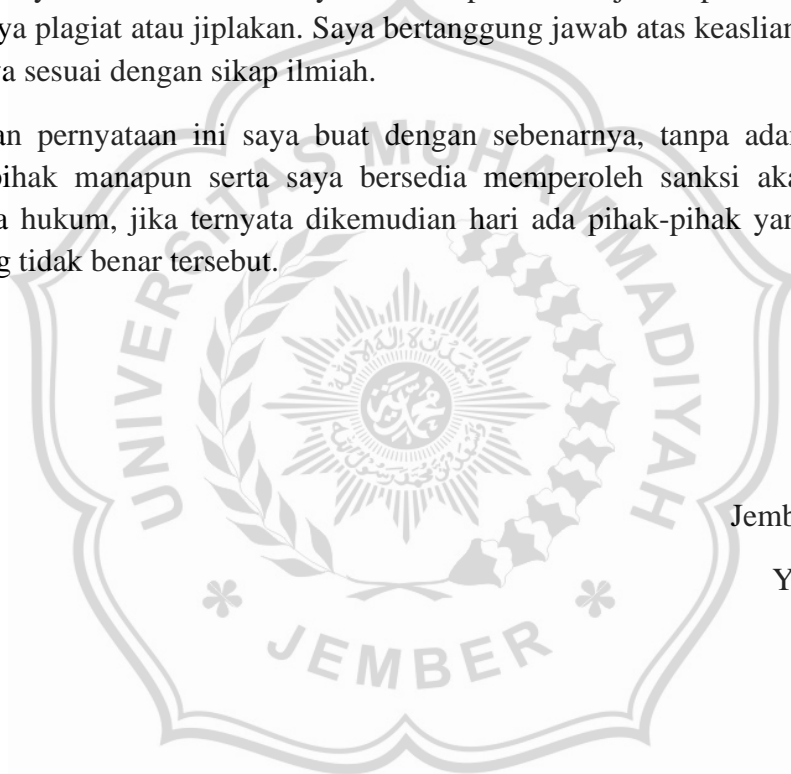 ya plagiat atau jiplakan. Saya bertanggung jawab atas keaslian
a sesuai dengan sikap ilmiah.
an pernyataan ini saya buat dengan sebenarnya, tanpa adar
pihak manapun serta saya bersedia memperoleh sanksi aka
a hukum, jika ternyata dikemudian hari ada pihak-pihak yan
g tidak benar tersebut.
UNIVERSITAS MUHAMMADIYAH
Jemb
Y
* JEMBER *